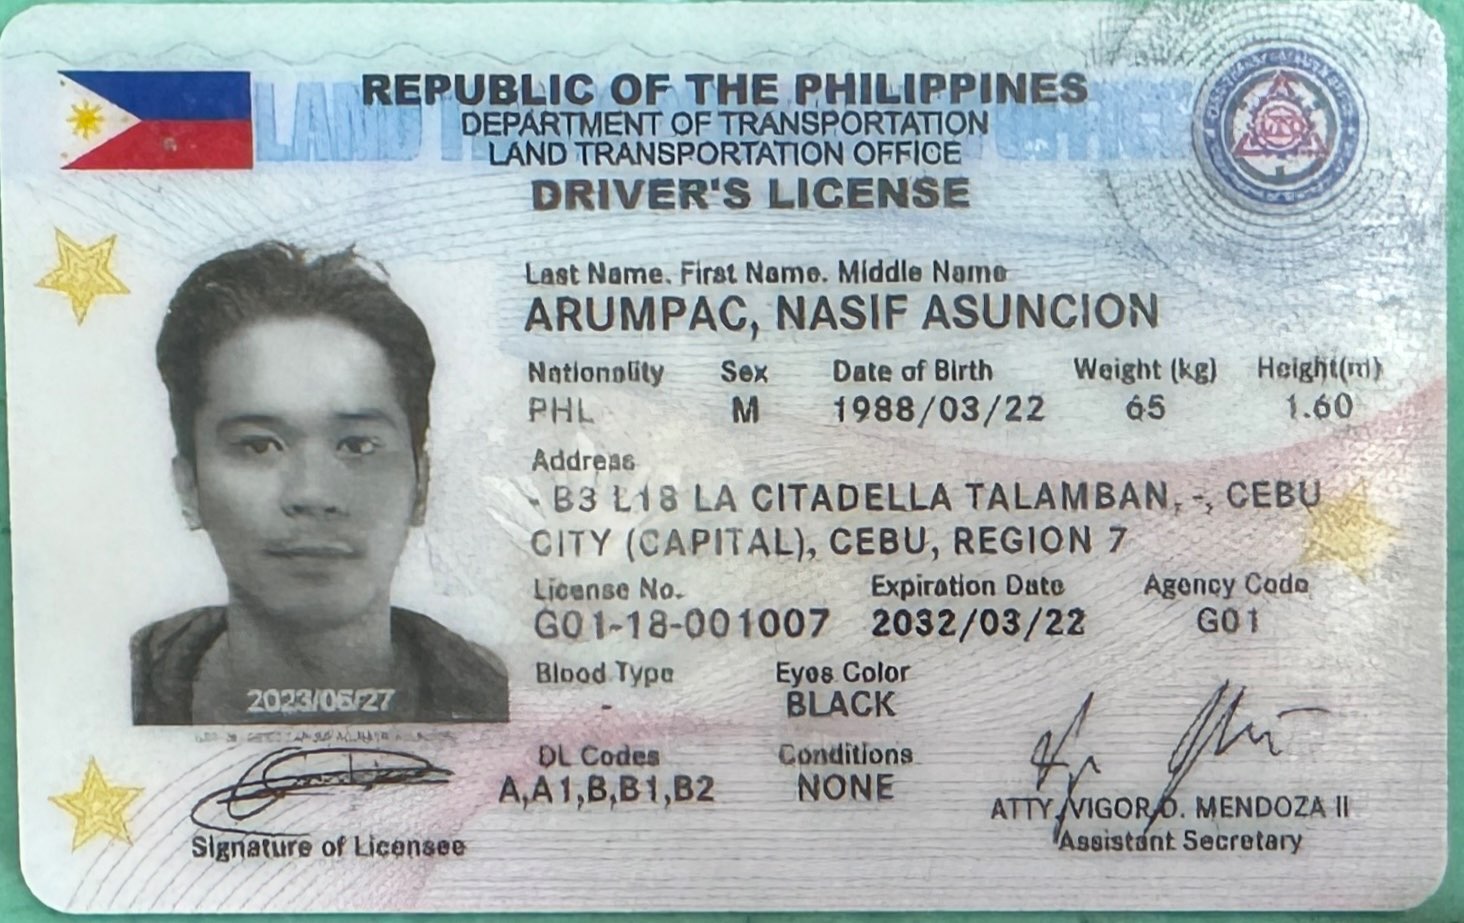 REPUBLIC OF THE PHILIPPINES
DEPARTMENT OF TRANSPORTATION
LAND TRANSPORTATION OFFICE
DRIVER'S LICENSE
Last Name. First Name. Middle Name
ARUMPAC, NASIF ASUNCION
Nationality Sex Date of Birth Weight (kg) Height(m)
PHL M 1988/03/22 65 1.60
Address
- B3 L18 LA CITADELLA TALAMBAN, -, CEBU
CITY (CAPITAL), CEBU, REGION 7
License No. Expiration Date Agency Code
G01-18-001007 2032/03/22 G01
Blood Type Eyes Color
- BLACK
DL Codes Conditions
A,A1,B,B1,B2 NONE
2023/06/27
Signature of Licensee
ATTY. VIGOR D. MENDOZA II
Assistant Secretary